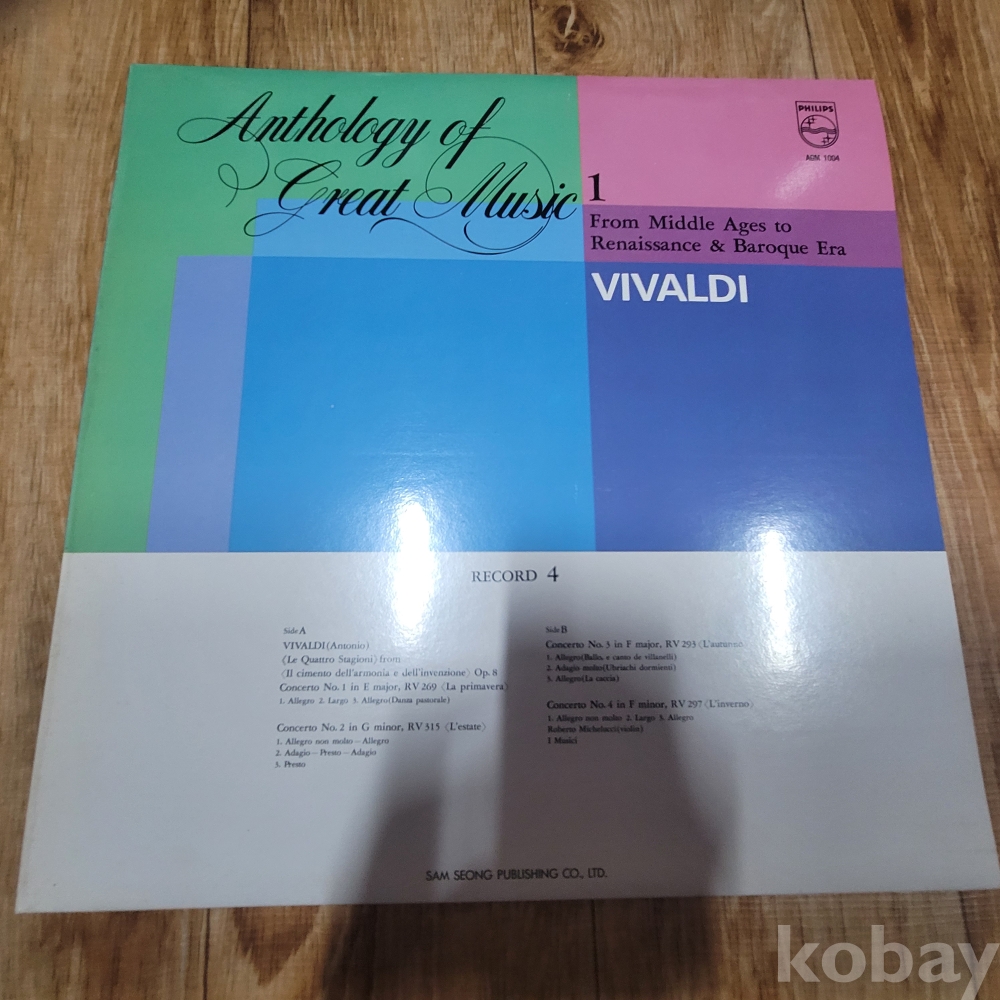 Anthology of
Great Music 1
PHILIPS
AGM 1004
From Middle Ages to
Renaissance & Baroque Era
VIVALDI
RECORD 4
Side A
VIVALDI (Antonio)
⟨Le Quattro Stagioni⟩ from
⟨Il cimento dell'armonia e dell'invenzione⟩ Op. 8
Concerto No. 1 in E major, RV 269 ⟨La primavera⟩
1. Allegro 2. Largo 3. Allegro (Danza pastorale)
Concerto No. 2 in G minor, RV 315 ⟨L'estate⟩
1. Allegro non molto – Allegro
2. Adagio – Presto – Adagio
3. Presto
Side B
Concerto No. 3 in F major, RV 293 ⟨L'autunno⟩
1. Allegro (Ballo, e canto de villanelli)
2. Adagio molto (Ubriachi dormienti)
3. Allegro (La caccia)
Concerto No. 4 in F minor, RV 297 ⟨L'inverno⟩
1. Allegro non molto 2. Largo 3. Allegro
Roberto Michelucci (violin)
I Musici
SAM SEONG PUBLISHING CO., LTD.
kobay